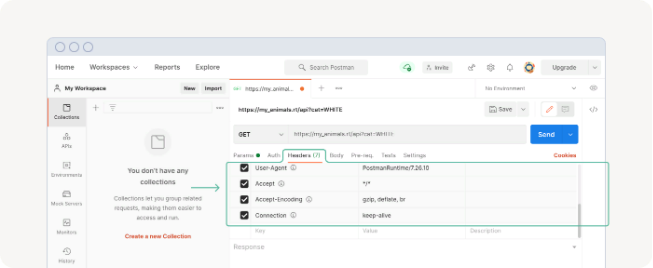 Home Workspaces Reports Explore Search Postman Invite Upgrade
My Workspace New Import GET https://my_animal... No Environment
Collections
https://my_animals.rt/api?cat=WHITE Save
APIs
GET https://my_animals.rt/api?cat=WHITE Send
Params Auth Headers (7) Body Pre-req. Tests Settings Cookies
You don't have any
collections
Collections let you group related
requests, making them easier to
access and run.
Create a new Collection
Environments
Mock Servers
Monitors
History
User-Agent PostmanRuntime/7.26.10
Accept */*
Accept-Encoding gzip, deflate, br
Connection keep-alive
Key Value Description
Response